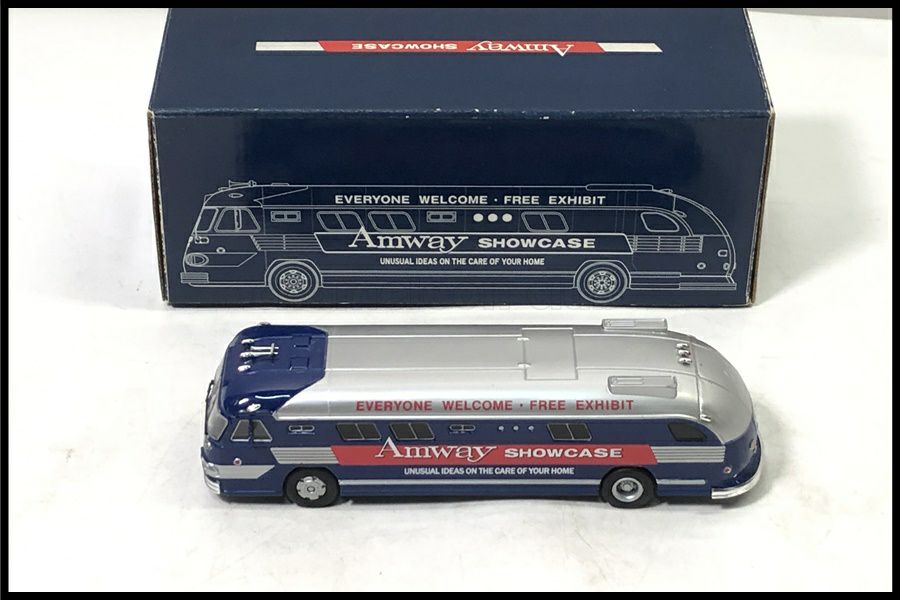 Amway SHOWCASE
EVERYONE WELCOME · FREE EXHIBIT
Amway SHOWCASE
UNUSUAL IDEAS ON THE CARE OF YOUR HOME
EVERYONE WELCOME · FREE EXHIBIT
Amway SHOWCASE
UNUSUAL IDEAS ON THE CARE OF YOUR HOME